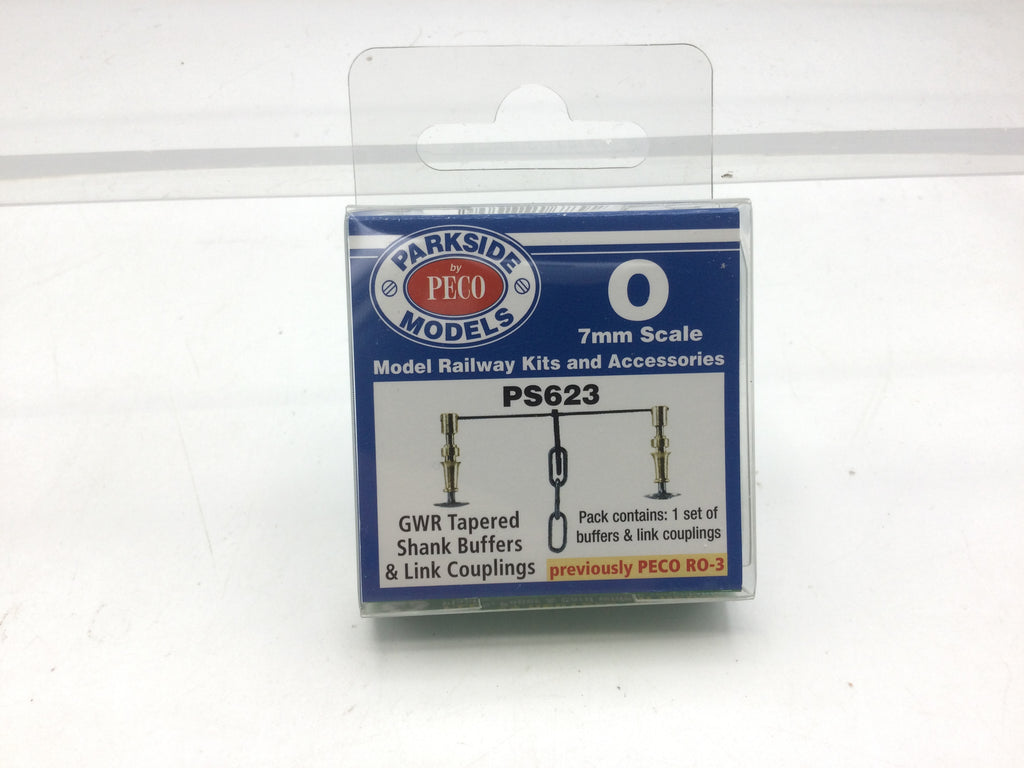 PARKSIDE
by
PECO
MODELS
O
7mm Scale
Model Railway Kits and Accessories
PS623
GWR Tapered
Shank Buffers
& Link Couplings
Pack contains: 1 set of
buffers & link couplings
previously PECO RO-3